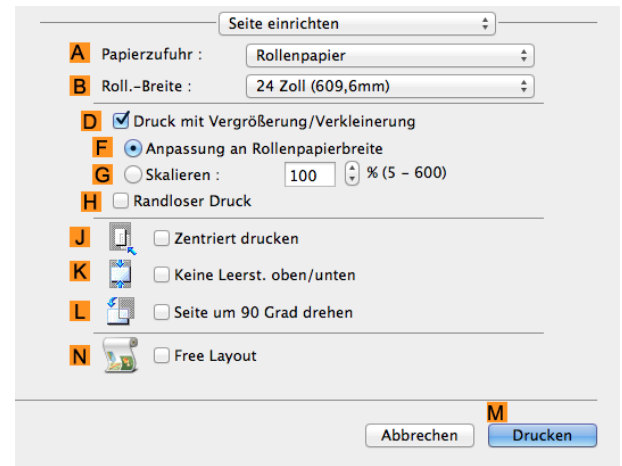 Seite einrichten
A Papierzufuhr : Rollenpapier
B Roll.-Breite : 24 Zoll (609,6mm)
D Druck mit Vergrößerung/Verkleinerung
F Anpassung an Rollenpapierbreite
G Skalieren : 100 % (5 - 600)
H Randloser Druck
J Zentriert drucken
K Keine Leerst. oben/unten
L Seite um 90 Grad drehen
N Free Layout
M
Abbrechen Drucken